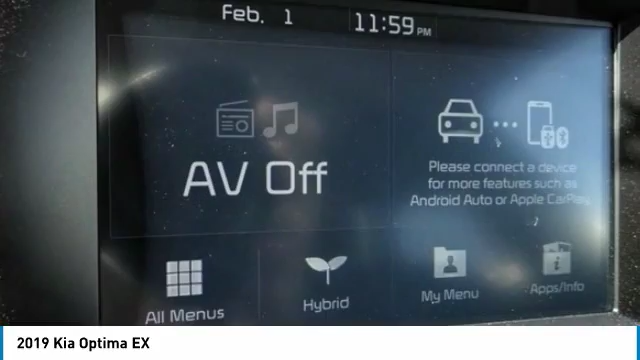 Feb. 1
11:59 PM
AV Off
Please connect a device
for more features such as
Android Auto or Apple CarPlay.
All Menus
Hybrid
My Menu
Apps/Info
2019 Kia Optima EX